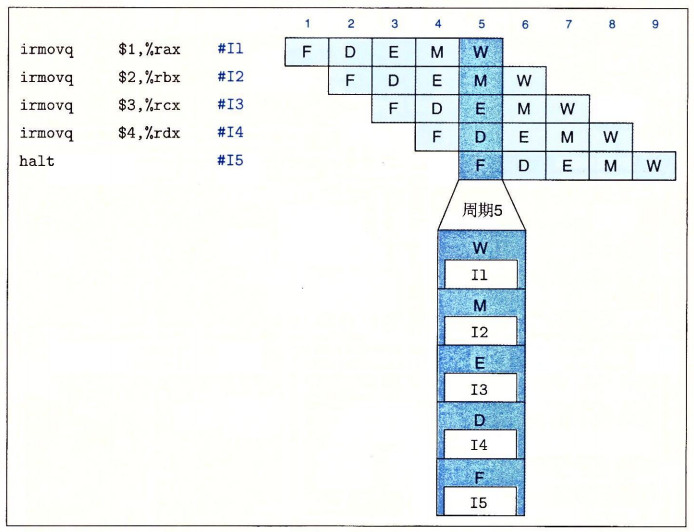 1 2 3 4 5 6 7 8 9
irmovq $1,%rax #I1 F D E M W
irmovq $2,%rbx #I2 F D E M W
irmovq $3,%rcx #I3 F D E M W
irmovq $4,%rdx #I4 F D E M W
halt #I5 F D E M W
周期5
W
I1
M
I2
E
I3
D
I4
F
I5